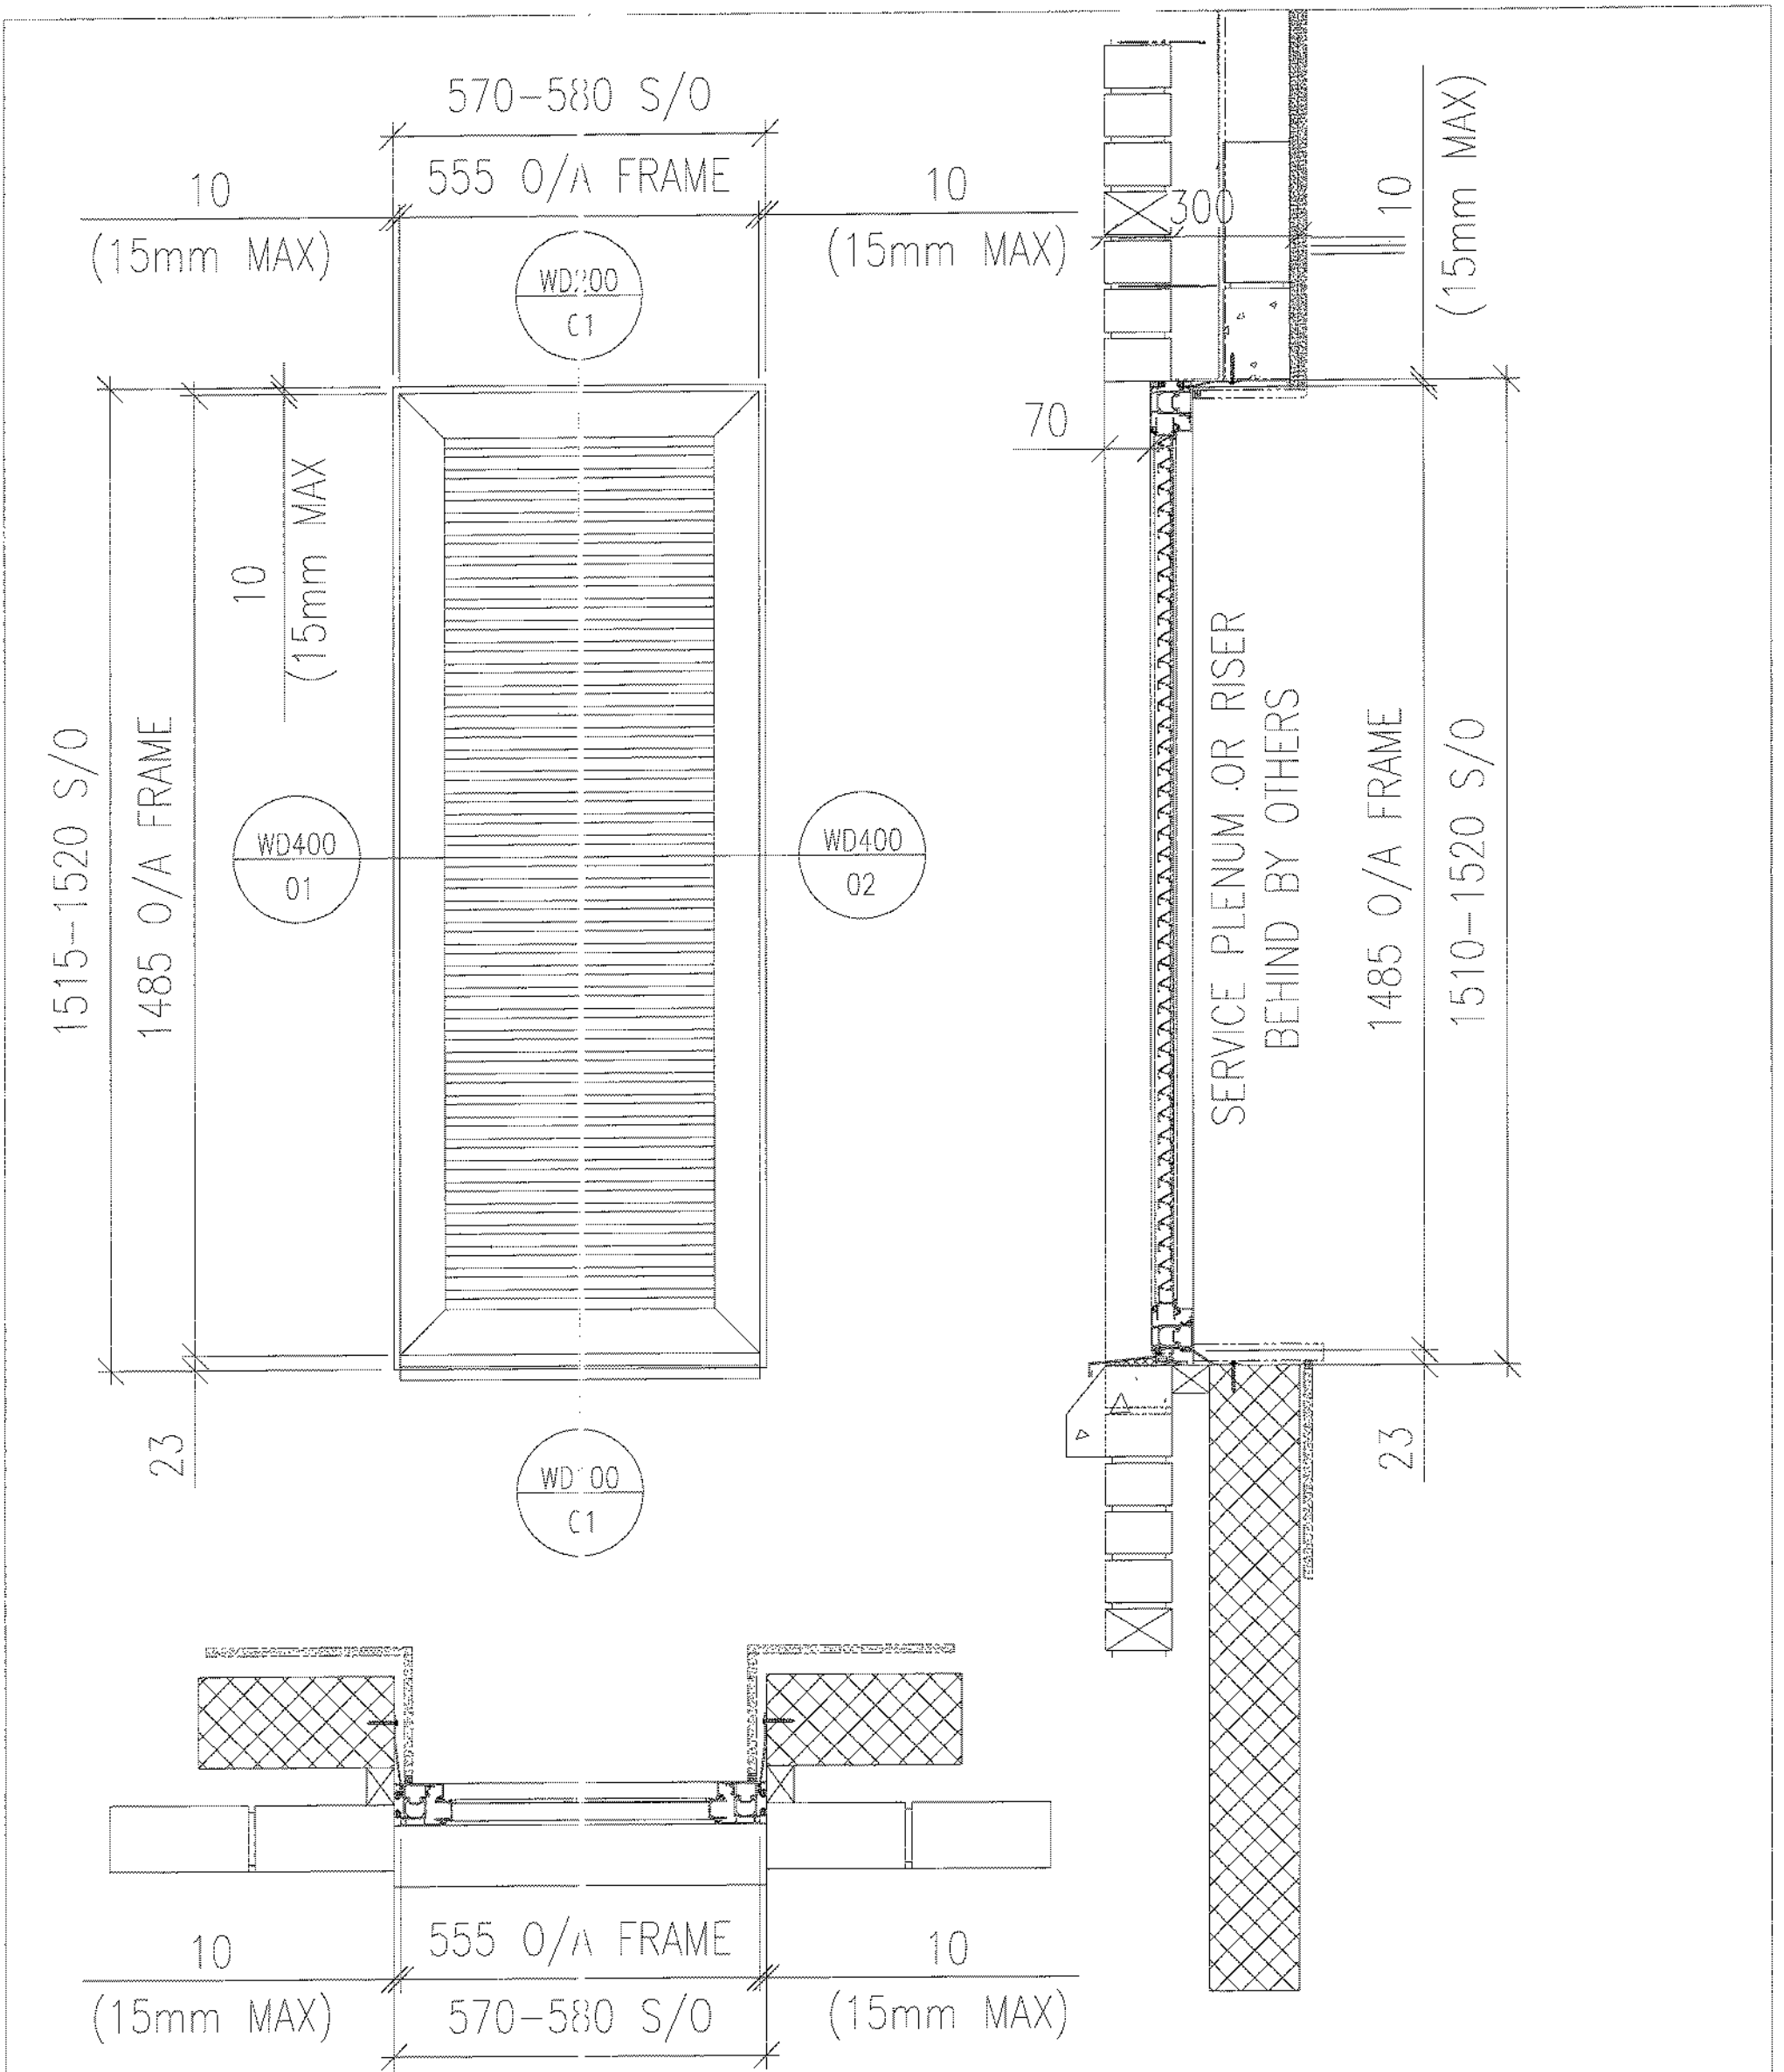 570-580 S/O
555 O/A FRAME
10
(15mm MAX)
10
(15mm MAX)
C1
10
(15mm MAX
1515-1520 S/O
1485 O/A FRAME
WD400
01
WD400
02
23
C1
300
10
(15mm MAX)
70
SERVICE PLENUM OR RISER
BEHIND BY OTHERS
1485 O/A FRAME
1510-1520 S/O
23
10
(15mm MAX)
555 O/A FRAME
570-580 S/O
10
(15mm MAX)